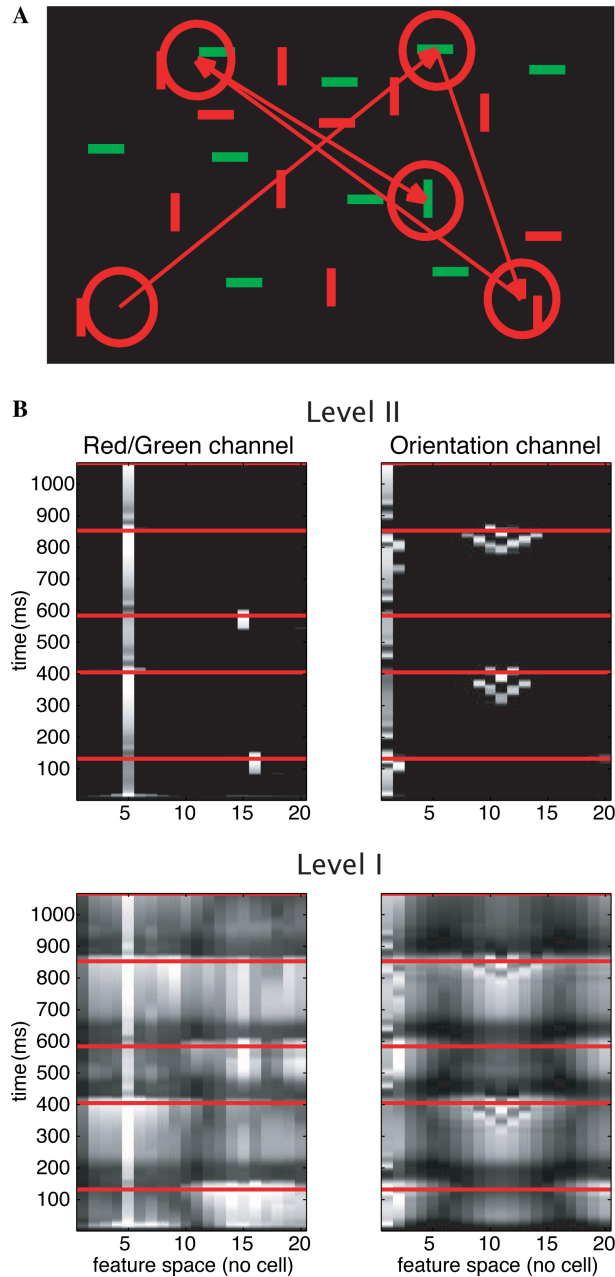 A
B
Level II
Red/Green channel
Orientation channel
time (ms)
1000
900
800
700
600
500
400
300
200
100
5 10 15 20
5 10 15 20
Level I
time (ms)
1000
900
800
700
600
500
400
300
200
100
5 10 15 20
5 10 15 20
feature space (no cell)
feature space (no cell)